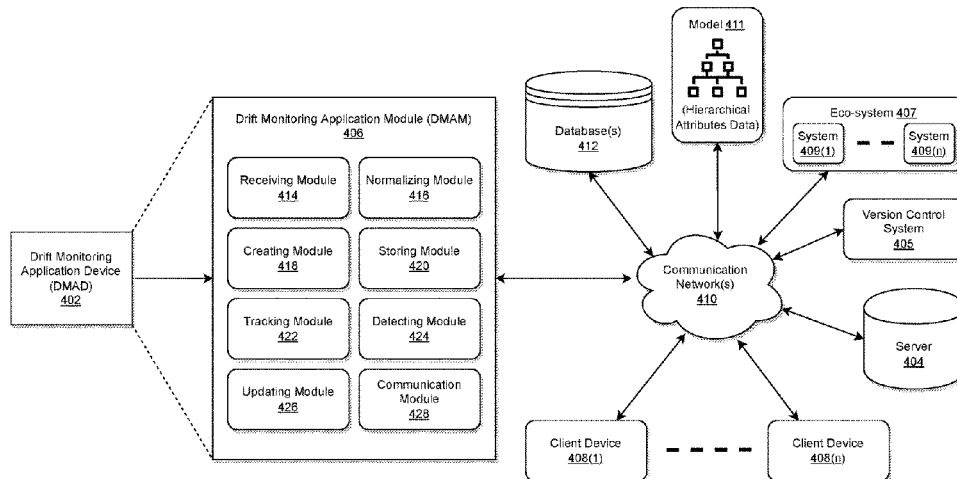 Drift Monitoring
Application Device
(DMAD)
402
Drift Monitoring Application Module (DMAM)
406
Receiving Module
414
Normalizing Module
416
Creating Module
418
Storing Module
420
Tracking Module
422
Detecting Module
424
Updating Module
426
Communication
Module
428
Database(s)
412
Model 411
(Hierarchical
Attributes Data)
Eco-system 407
System
409(1)
System
409(n)
Version Control
System
405
Communication
Network(s)
410
Server
404
Client Device
408(1)
Client Device
408(n)